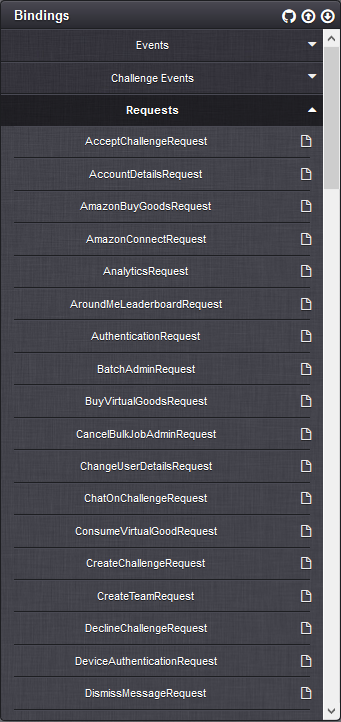 Bindings
Events
Challenge Events
Requests
AcceptChallengeRequest
AccountDetailsRequest
AmazonBuyGoodsRequest
AmazonConnectRequest
AnalyticsRequest
AroundMeLeaderboardRequest
AuthenticationRequest
BatchAdminRequest
BuyVirtualGoodsRequest
CancelBulkJobAdminRequest
ChangeUserDetailsRequest
ChatOnChallengeRequest
ConsumeVirtualGoodRequest
CreateChallengeRequest
CreateTeamRequest
DeclineChallengeRequest
DeviceAuthenticationRequest
DismissMessageRequest